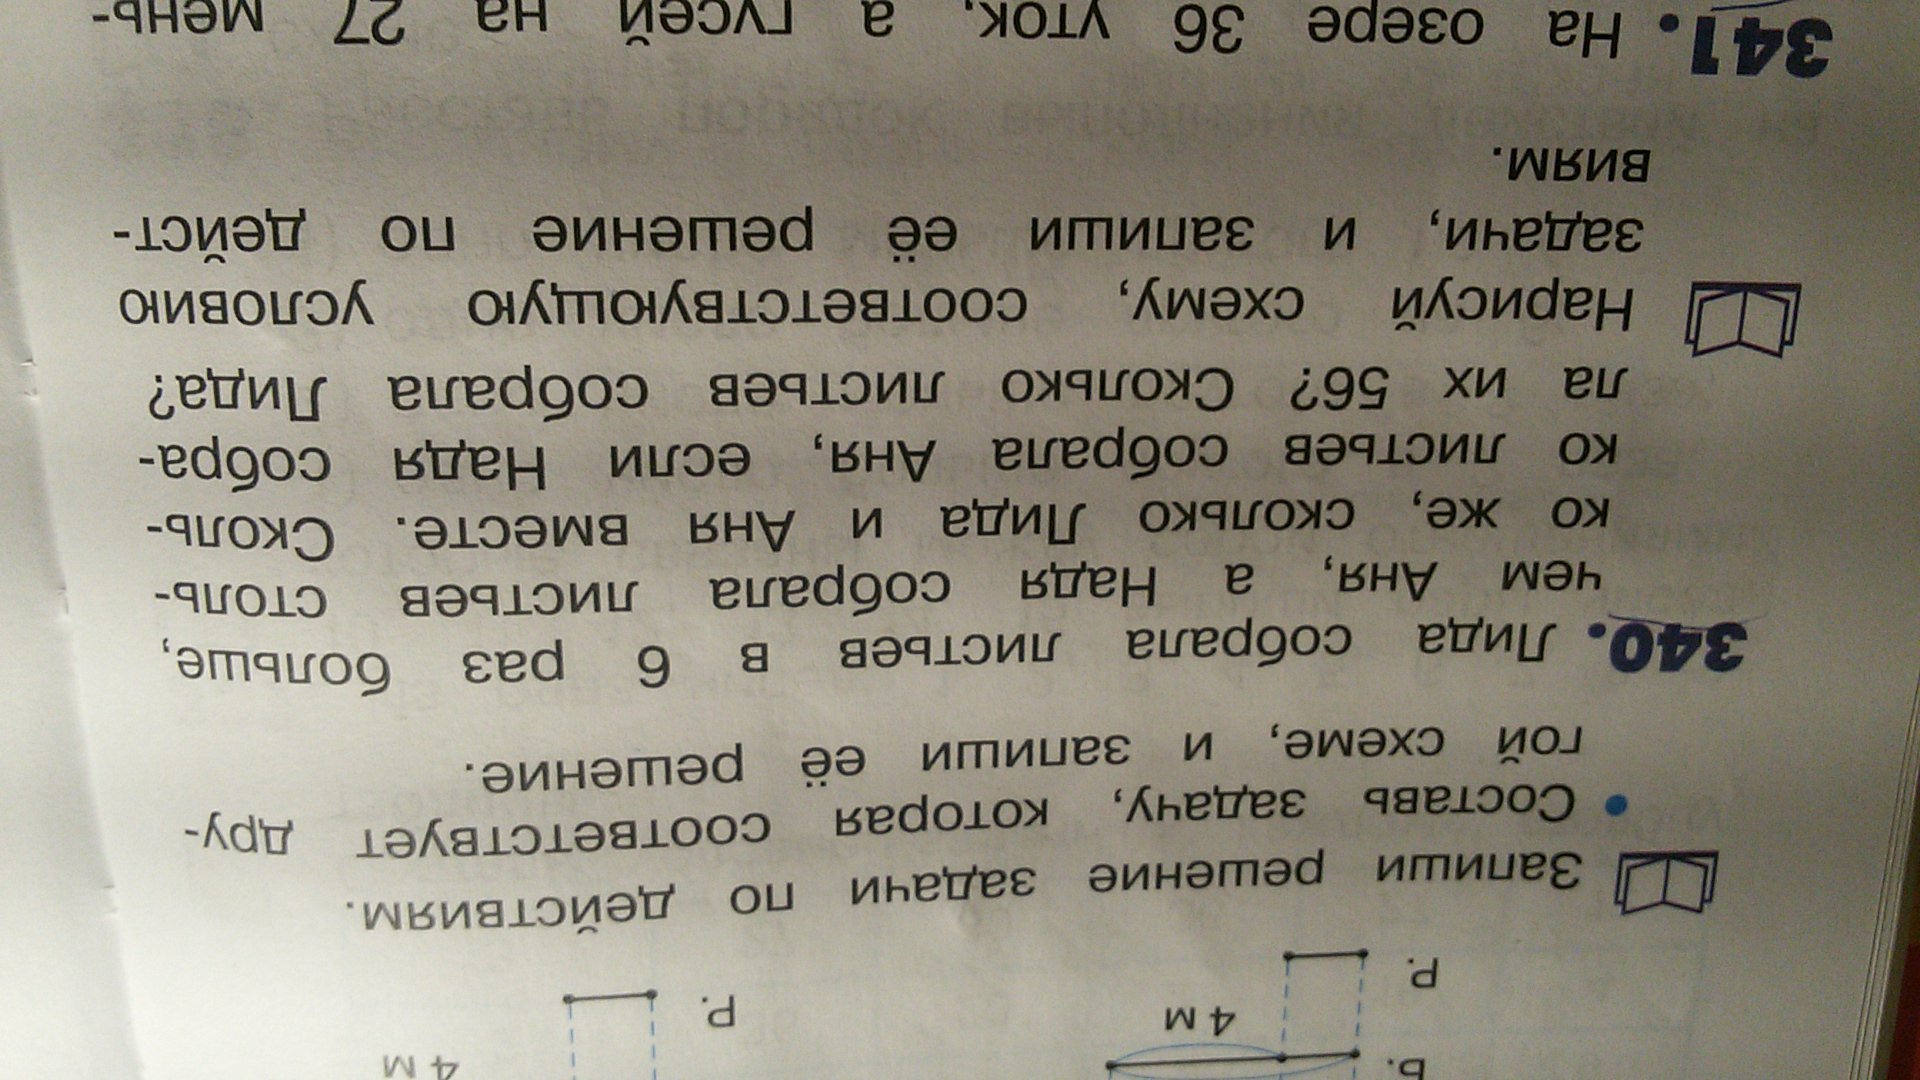 Б.
4 м
4 м
Р.
Р.
Запиши решение задачи по действиям.
• Составь задачу, которая соответствует дру-
гой схеме, и запиши её решение.
340. Лида собрала листьев в 6 раз больше,
чем Аня, а Надя собрала листьев столь-
ко же, сколько Лида и Аня вместе. Сколь-
ко листьев собрала Аня, если Надя собра-
ла их 56? Сколько листьев собрала Лида?
Нарисуй схему, соответствующую условию
задачи, и запиши её решение по дейст-
виям.
341. На озере 36 уток, а гусей на 27 мень-